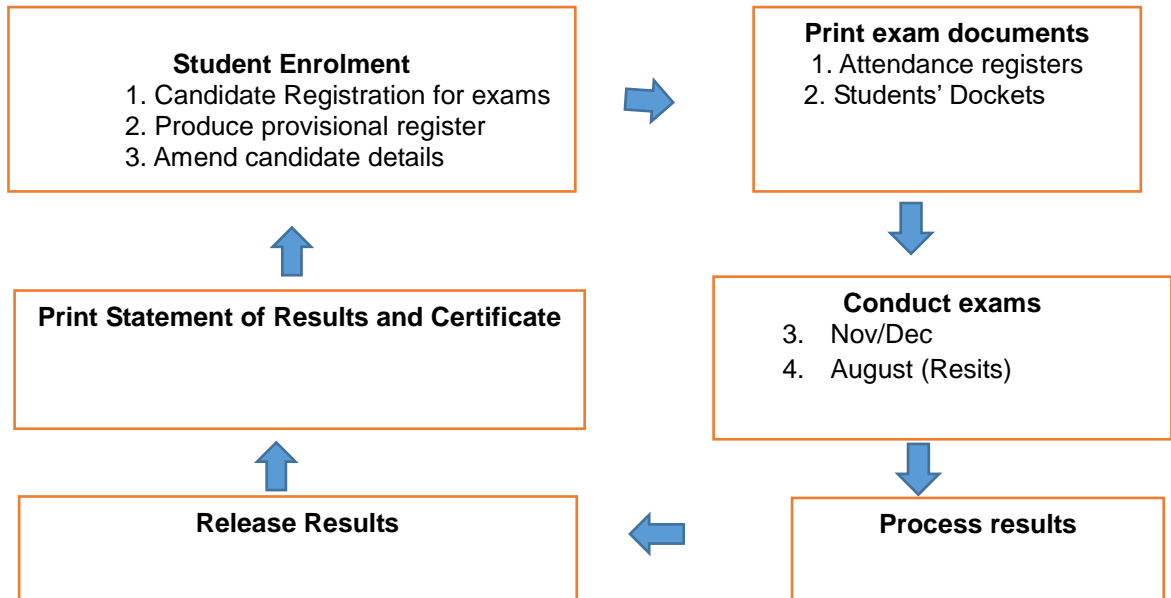 Student Enrolment
1. Candidate Registration for exams
2. Produce provisional register
3. Amend candidate details
Print exam documents
1. Attendance registers
2. Students’ Dockets
Conduct exams
3. Nov/Dec
4. August (Resits)
Process results
Release Results
Print Statement of Results and Certificate